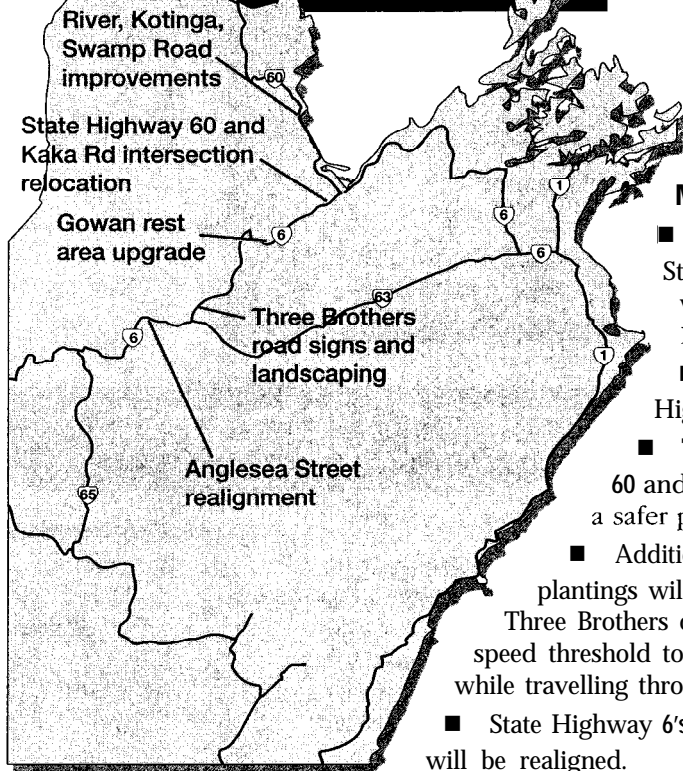 River, Kotinga,
Swamp Road
improvements
60
State Highway 60 and
Kaka Rd intersection
relocation
Gowan rest
area upgrade
6
6
1
6
63
Three Brothers
road signs and
landscaping
6
1
Anglesea Street
realignment
65
■
St
■
Hig
■
60 and
a safer p
■ Additi
plantings wil
Three Brothers
speed threshold to
while travelling thro
■ State Highway 6's
will be realigned.